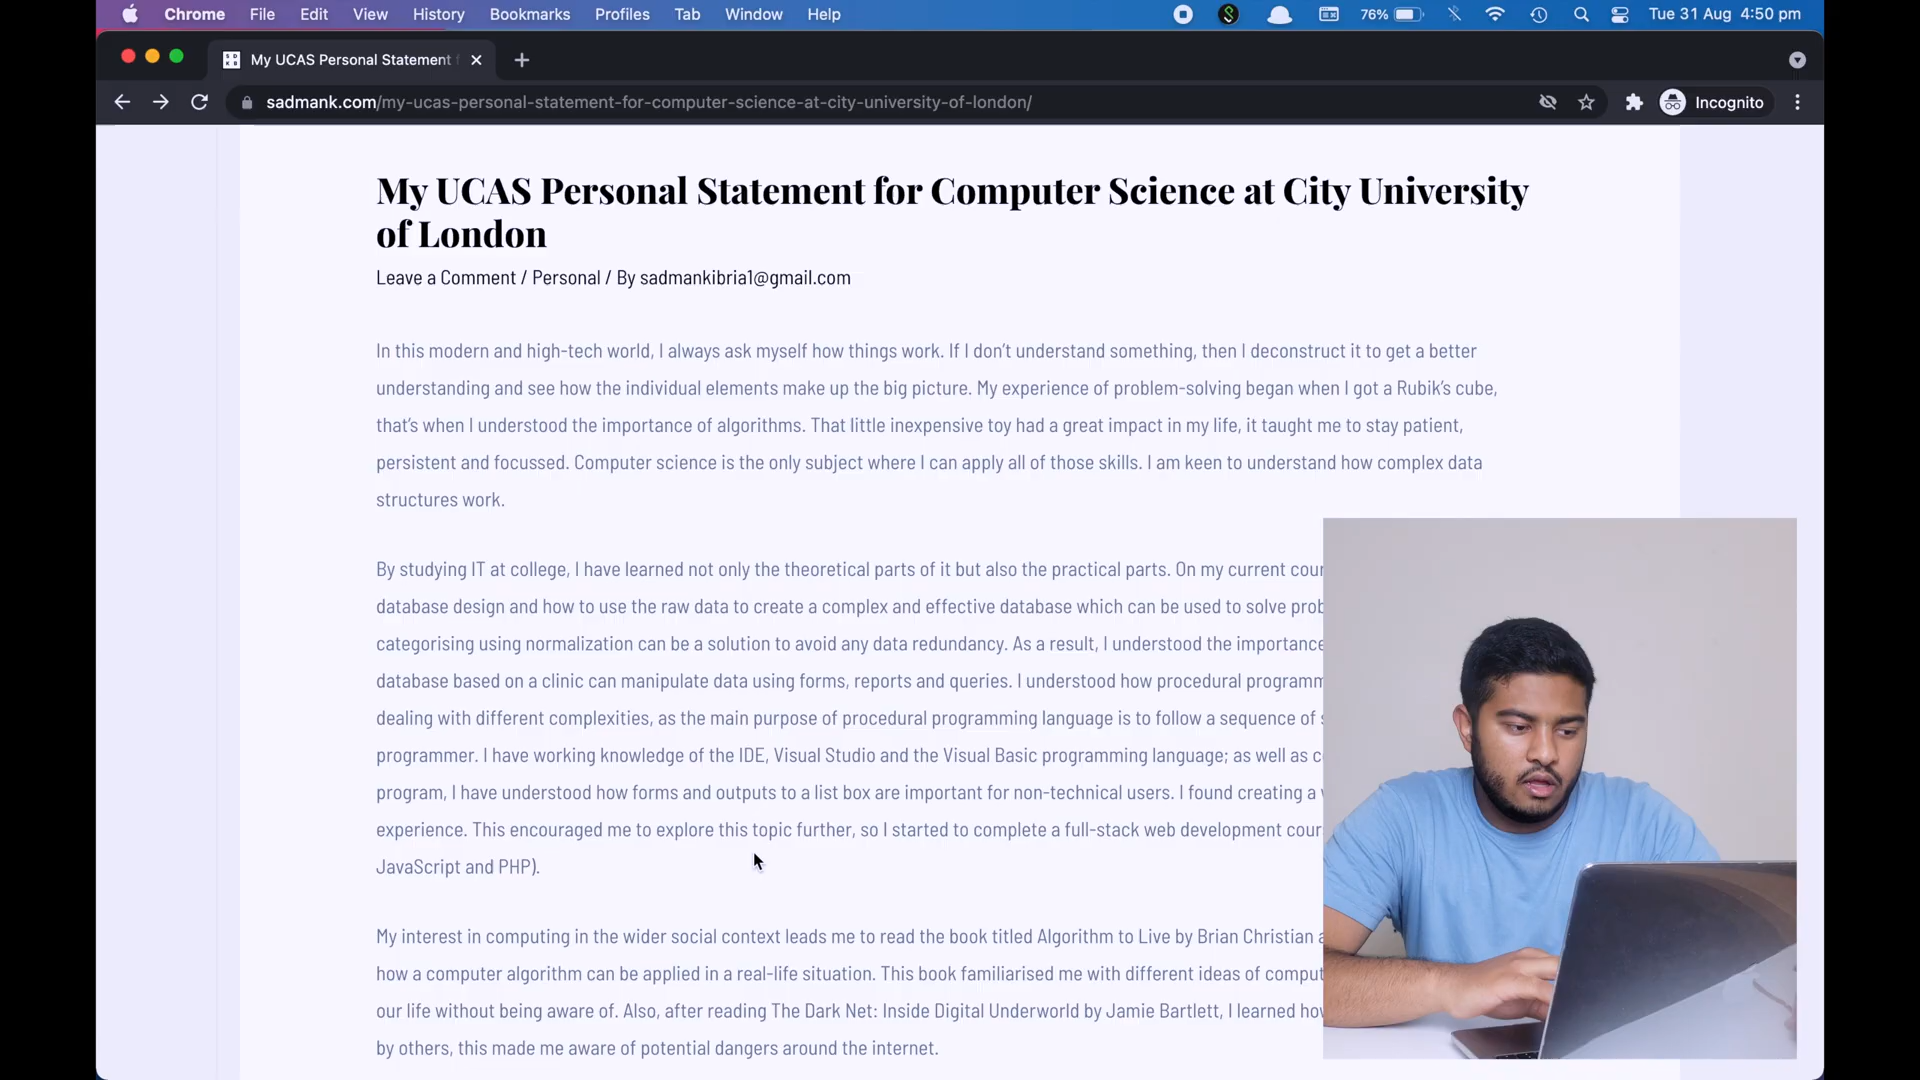 Chrome File Edit View History Bookmarks Profiles Tab Window Help 76% Tue 31 Aug 4:50 pm
My UCAS Personal Statement f
sadmank.com/my-ucas-personal-statement-for-computer-science-at-city-university-of-london/ Incognito
My UCAS Personal Statement for Computer Science at City University
of London
Leave a Comment / Personal / By sadmankibria1@gmail.com
In this modern and high-tech world, I always ask myself how things work. If I don’t understand something, then I deconstruct it to get a better
understanding and see how the individual elements make up the big picture. My experience of problem-solving began when I got a Rubik’s cube,
that’s when I understood the importance of algorithms. That little inexpensive toy had a great impact in my life, it taught me to stay patient,
persistent and focussed. Computer science is the only subject where I can apply all of those skills. I am keen to understand how complex data
structures work.
By studying IT at college, I have learned not only the theoretical parts of it but also the practical parts. On my current cour
database design and how to use the raw data to create a complex and effective database which can be used to solve prob
categorising using normalization can be a solution to avoid any data redundancy. As a result, I understood the importance
database based on a clinic can manipulate data using forms, reports and queries. I understood how procedural programm
dealing with different complexities, as the main purpose of procedural programming language is to follow a sequence of s
programmer. I have working knowledge of the IDE, Visual Studio and the Visual Basic programming language; as well as c
program, I have understood how forms and outputs to a list box are important for non-technical users. I found creating a
experience. This encouraged me to explore this topic further, so I started to complete a full-stack web development cour
JavaScript and PHP).
My interest in computing in the wider social context leads me to read the book titled Algorithm to Live by Brian Christian a
how a computer algorithm can be applied in a real-life situation. This book familiarised me with different ideas of comput
our life without being aware of. Also, after reading The Dark Net: Inside Digital Underworld by Jamie Bartlett, I learned how
by others, this made me aware of potential dangers around the internet.